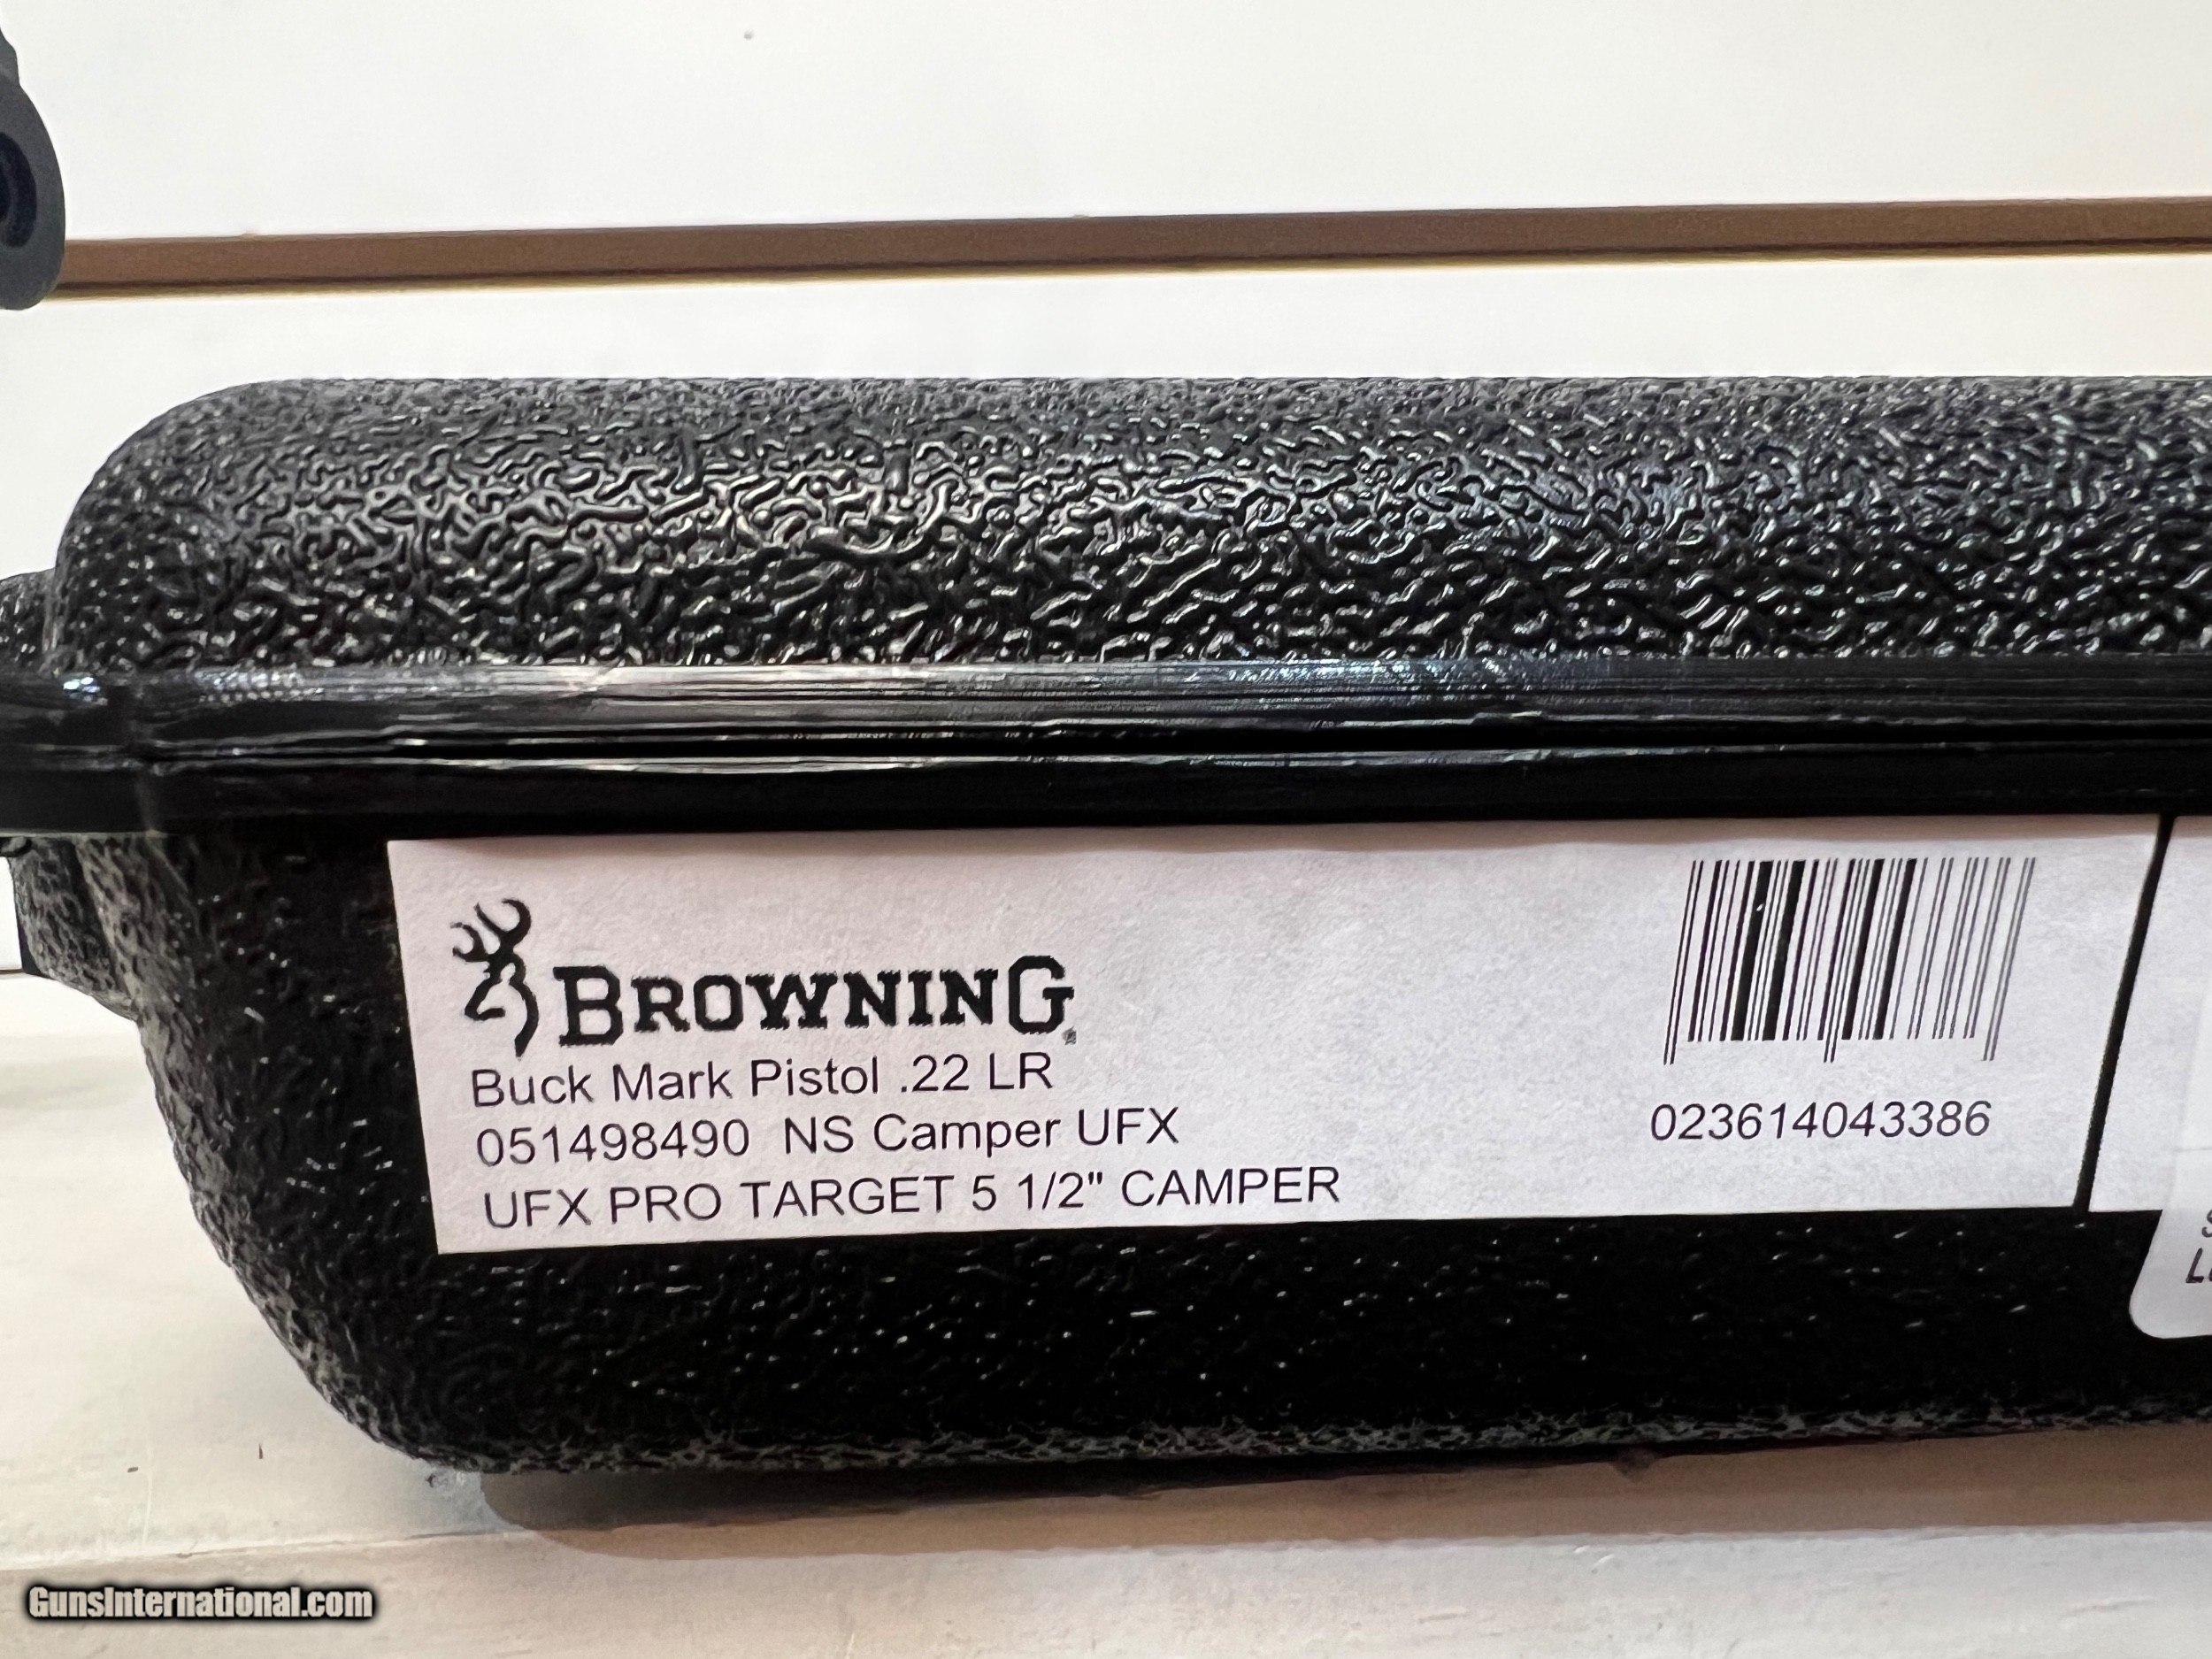 BROWNING
Buck Mark Pistol .22 LR
051498490 NS Camper UFX
UFX PRO TARGET 5 1/2" CAMPER
023614043386
GunsInternational.com